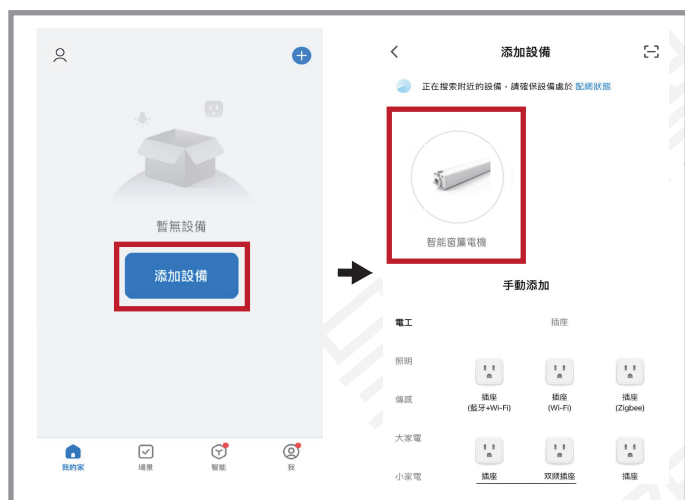 暫無設備
添加設備
我的家
場景
智能
我
添加設備
正在搜索附近的設備,請確保設備處於 配網狀態
智能窗簾電機
手動添加
電工
插座
照明
傳感
大家電
小家電
插座
(藍牙+Wi-Fi)
插座
(Wi-Fi)
插座
(Zigbee)
插座
双频插座
插座